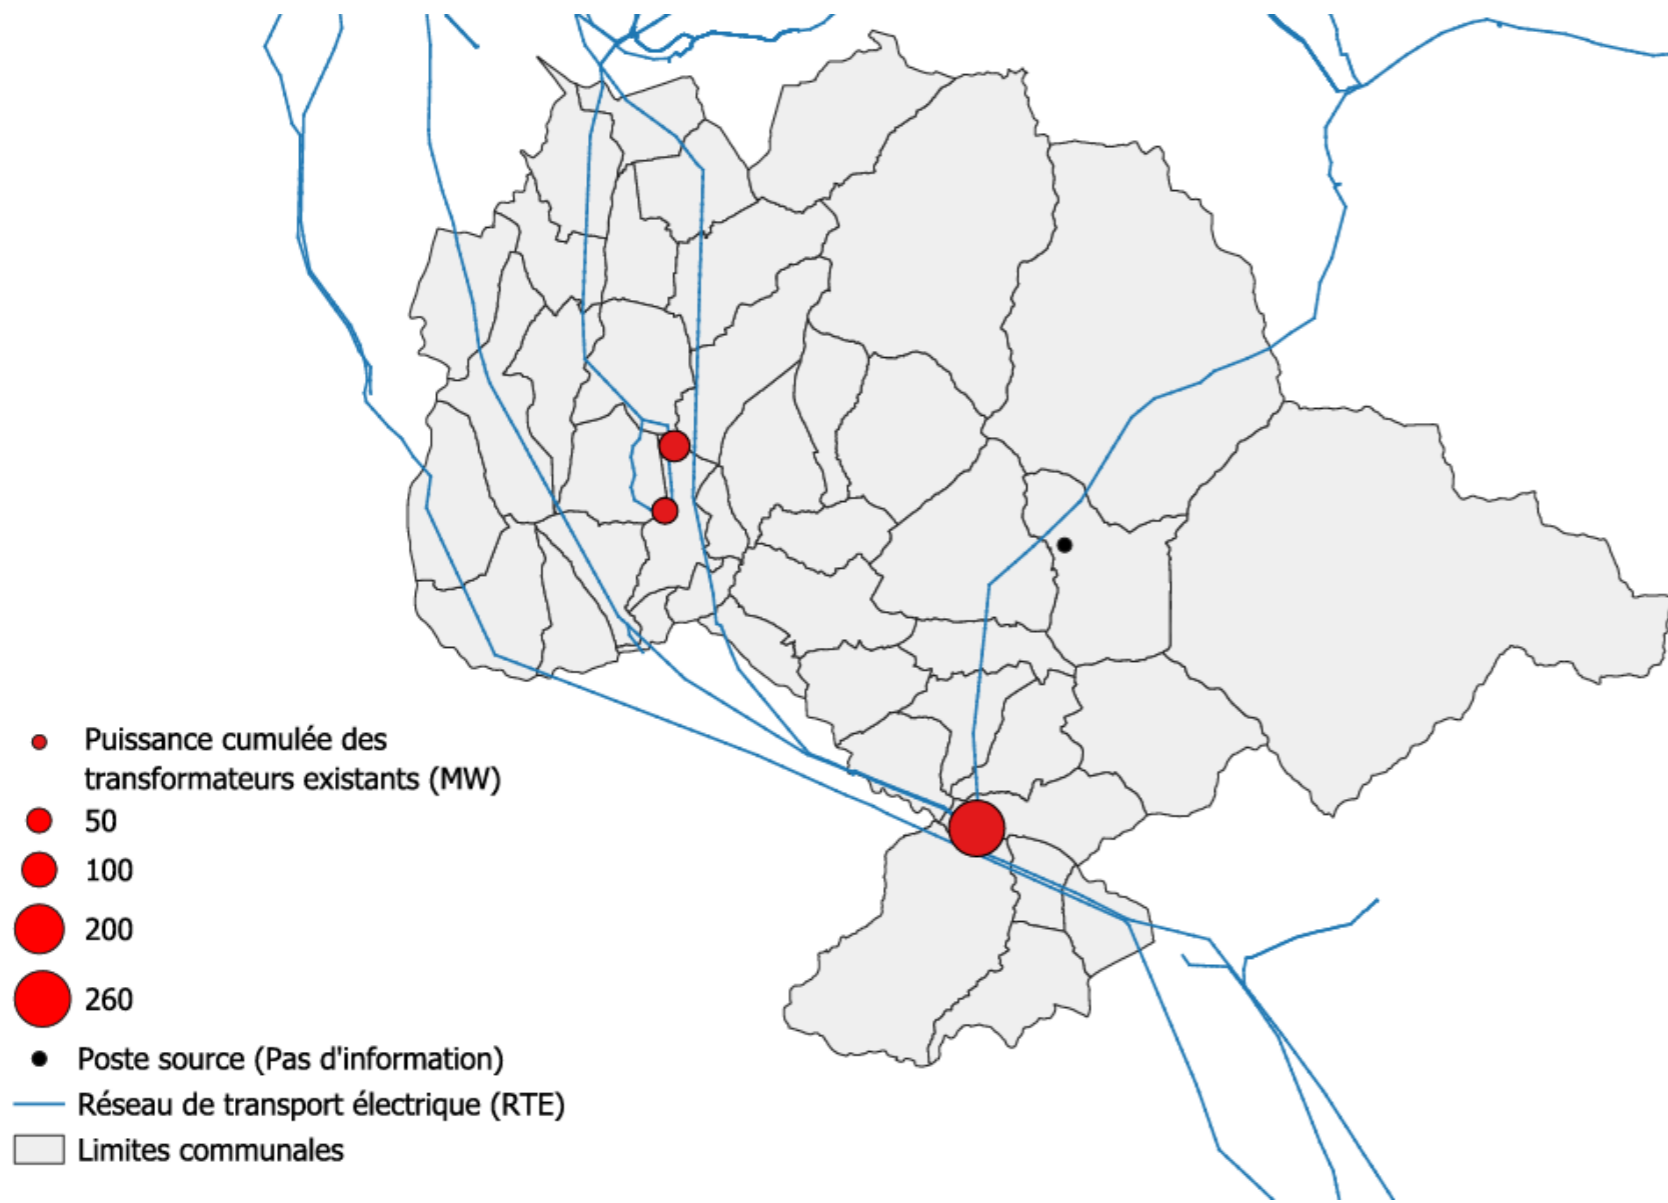 Puissance cumulée des
transformateurs existants (MW)
50
100
200
260
Poste source (Pas d'information)
Réseau de transport électrique (RTE)
Limites communales